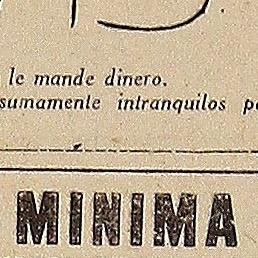 le mande dinero.
sumamente intranquilos
MINIMA